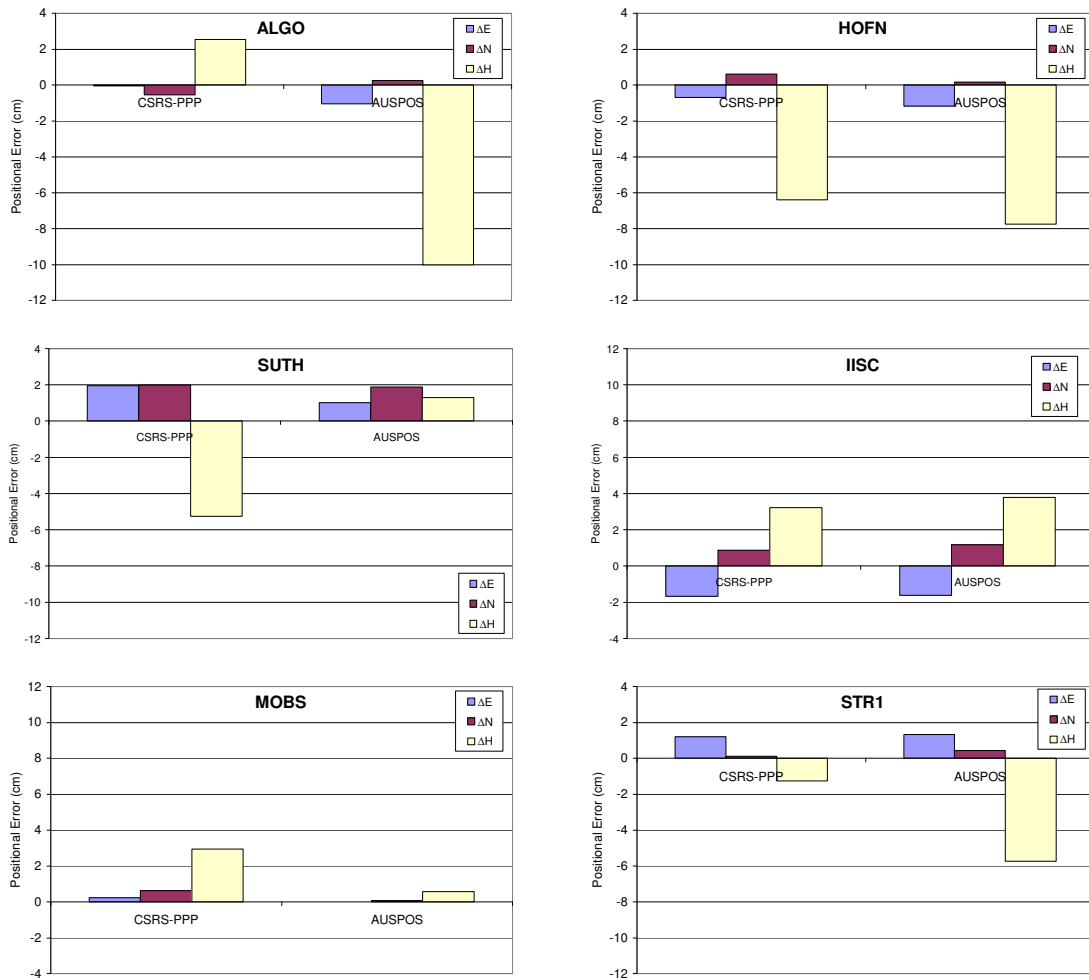 ALGO
4
2
0
-2
-4
-6
-8
-10
-12
Positional Error (cm)
CSRS-PPP
AUSPOS
ΔE
ΔN
ΔH
HOFN
4
2
0
-2
-4
-6
-8
-10
-12
Positional Error (cm)
CSRS-PPP
AUSPOS
ΔE
ΔN
ΔH
SUTH
4
2
0
-2
-4
-6
-8
-10
-12
Positional Error (cm)
CSRS-PPP
AUSPOS
ΔE
ΔN
ΔH
IISC
12
10
8
6
4
2
0
-2
-4
Positional Error (cm)
CSRS-PPP
AUSPOS
ΔE
ΔN
ΔH
MOBS
12
10
8
6
4
2
0
-2
-4
Positional Error (cm)
CSRS-PPP
AUSPOS
ΔE
ΔN
ΔH
STR1
4
2
0
-2
-4
-6
-8
-10
-12
Positional Error (cm)
CSRS-PPP
AUSPOS
ΔE
ΔN
ΔH